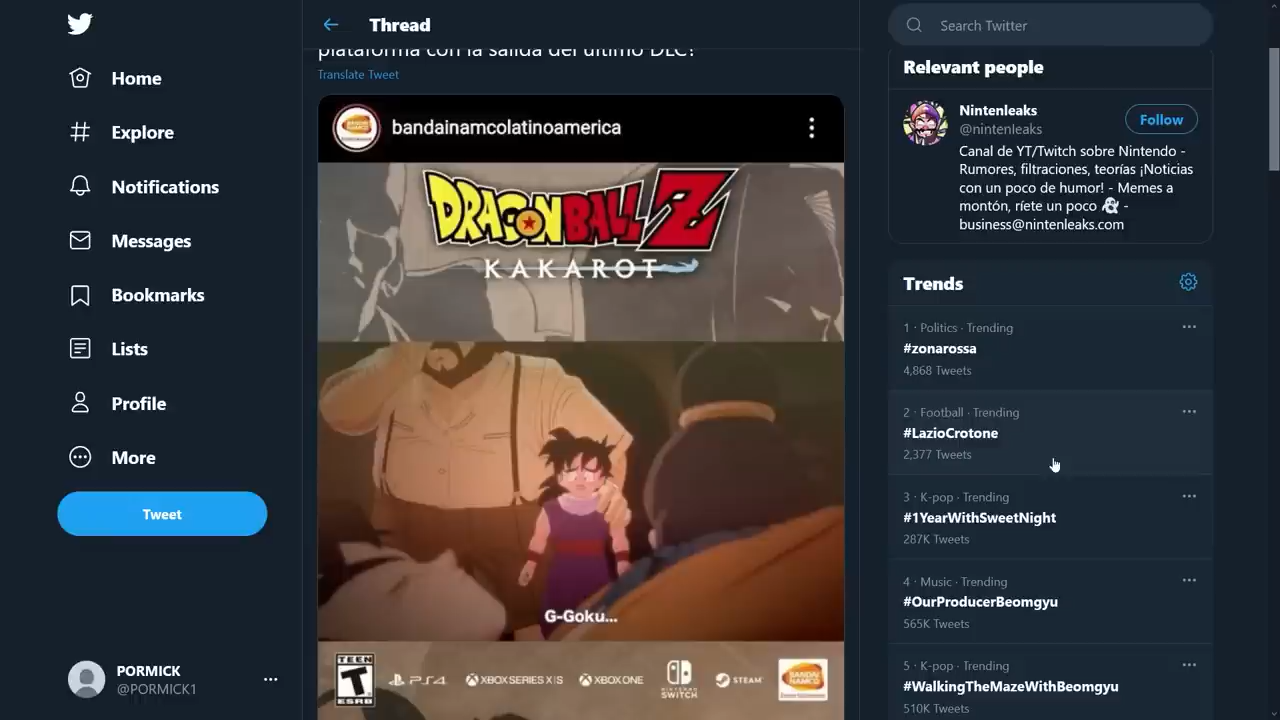 Home
Explore
Notifications
Messages
Bookmarks
Lists
Profile
More
Tweet
PORMICK
@PORMICK1
Thread
plataforma con la salida del último DLC?
Translate Tweet
bandainamcolatinoamerica
DRAGON BALL Z
KAKAROT
G-Goku...
TEEN
T
ESRB
PS4
XBOX SERIES X|S
XBOX ONE
NINTENDO
SWITCH
STEAM
BANDAI
NAMCO
Search Twitter
Relevant people
Nintenleaks
@nintenleaks
Follow
Canal de YT/Twitch sobre Nintendo -
Rumores, filtraciones, teorías ¡Noticias
con un poco de humor! - Memes a
montón, ríete un poco 👻 -
business@nintenleaks.com
Trends
1 · Politics · Trending
#zonarossa
4,868 Tweets
2 · Football · Trending
#LazioCrotone
2,377 Tweets
3 · K-pop · Trending
#1YearWithSweetNight
287K Tweets
4 · Music · Trending
#OurProducerBeomgyu
565K Tweets
5 · K-pop · Trending
#WalkingTheMazeWithBeomgyu
510K Tweets